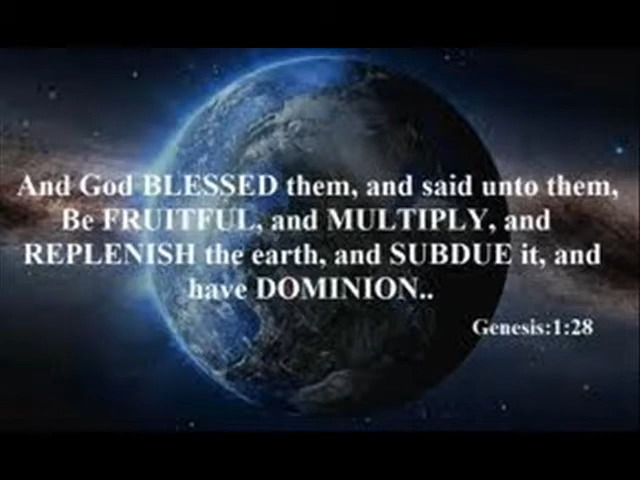 And God BLESSED them, and said unto them,
Be FRUITFUL, and MULTIPLY, and
REPLENISH the earth, and SUBDUE it, and
have DOMINION..
Genesis:1:28